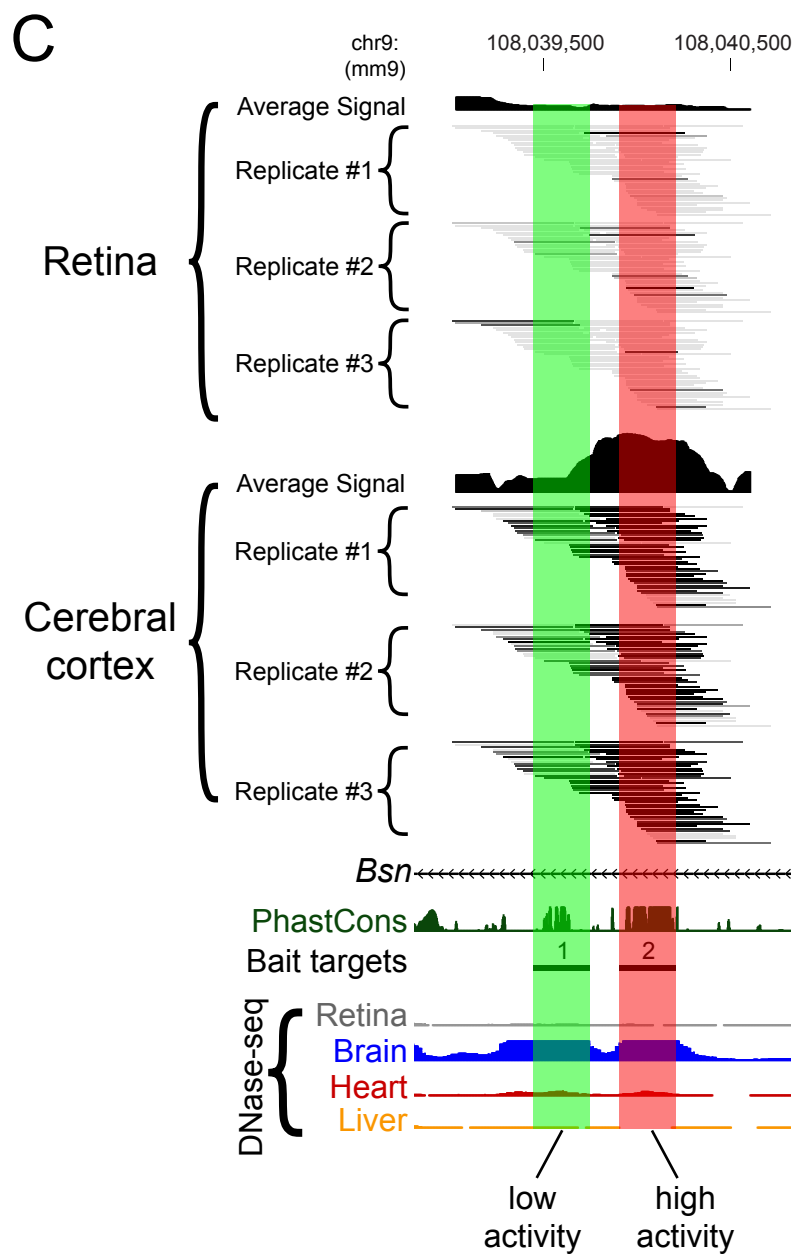 C
chr9:
(mm9)
108,039,500
108,040,500
Average Signal
Replicate #1
Retina
Replicate #2
Replicate #3
Average Signal
Replicate #1
Cerebral
cortex
Replicate #2
Replicate #3
Bsn
PhastCons
Bait targets
1
2
DNase-seq
Retina
Brain
Heart
Liver
low
activity
high
activity